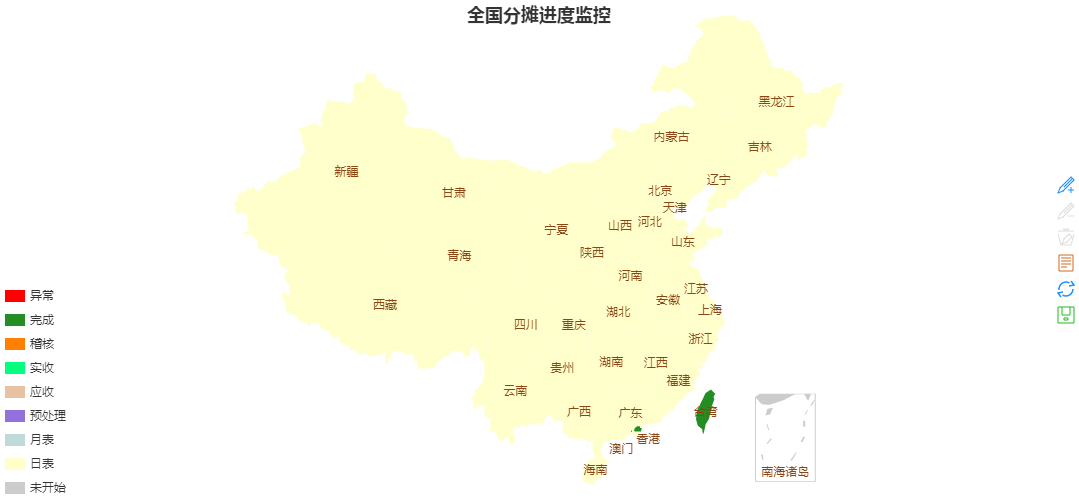 全国分摊进度监控
黑龙江
内蒙古
吉林
新疆
辽宁
甘肃
北京
天津
山西
河北
宁夏
山东
陕西
青海
河南
江苏
安徽
西藏
上海
湖北
四川
重庆
浙江
湖南
江西
贵州
福建
云南
广西
广东
台湾
香港
澳门
海南
南海诸岛
异常
完成
稽核
实收
应收
预处理
月表
日表
未开始